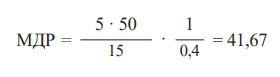 МДР = 5 · 50 / 15 · 1 / 0,4 = 41,67